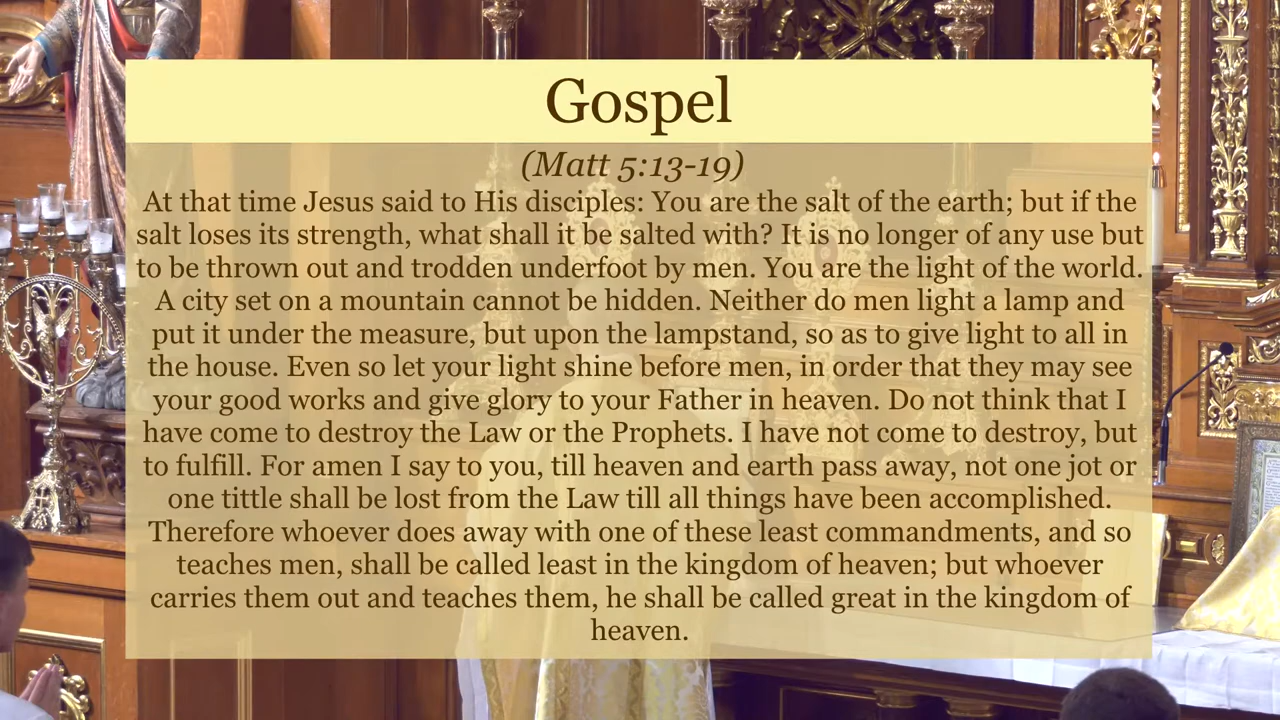 Gospel
(Matt 5:13-19)
At that time Jesus said to His disciples: You are the salt of the earth; but if the
salt loses its strength, what shall it be salted with? It is no longer of any use but
to be thrown out and trodden underfoot by men. You are the light of the world.
A city set on a mountain cannot be hidden. Neither do men light a lamp and
put it under the measure, but upon the lampstand, so as to give light to all in
the house. Even so let your light shine before men, in order that they may see
your good works and give glory to your Father in heaven. Do not think that I
have come to destroy the Law or the Prophets. I have not come to destroy, but
to fulfill. For amen I say to you, till heaven and earth pass away, not one jot or
one tittle shall be lost from the Law till all things have been accomplished.
Therefore whoever does away with one of these least commandments, and so
teaches men, shall be called least in the kingdom of heaven; but whoever
carries them out and teaches them, he shall be called great in the kingdom of
heaven.